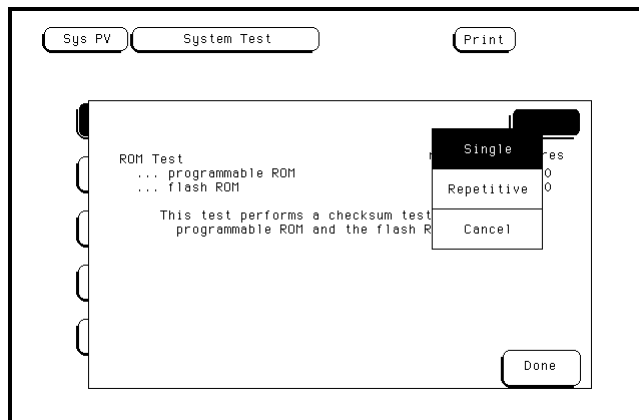 Sys PV System Test Print
Single
ROM Test
... programmable ROM 0
... flash ROM 0
Repetitive
This test performs a checksum test
programmable ROM and the flash R
Cancel
Done